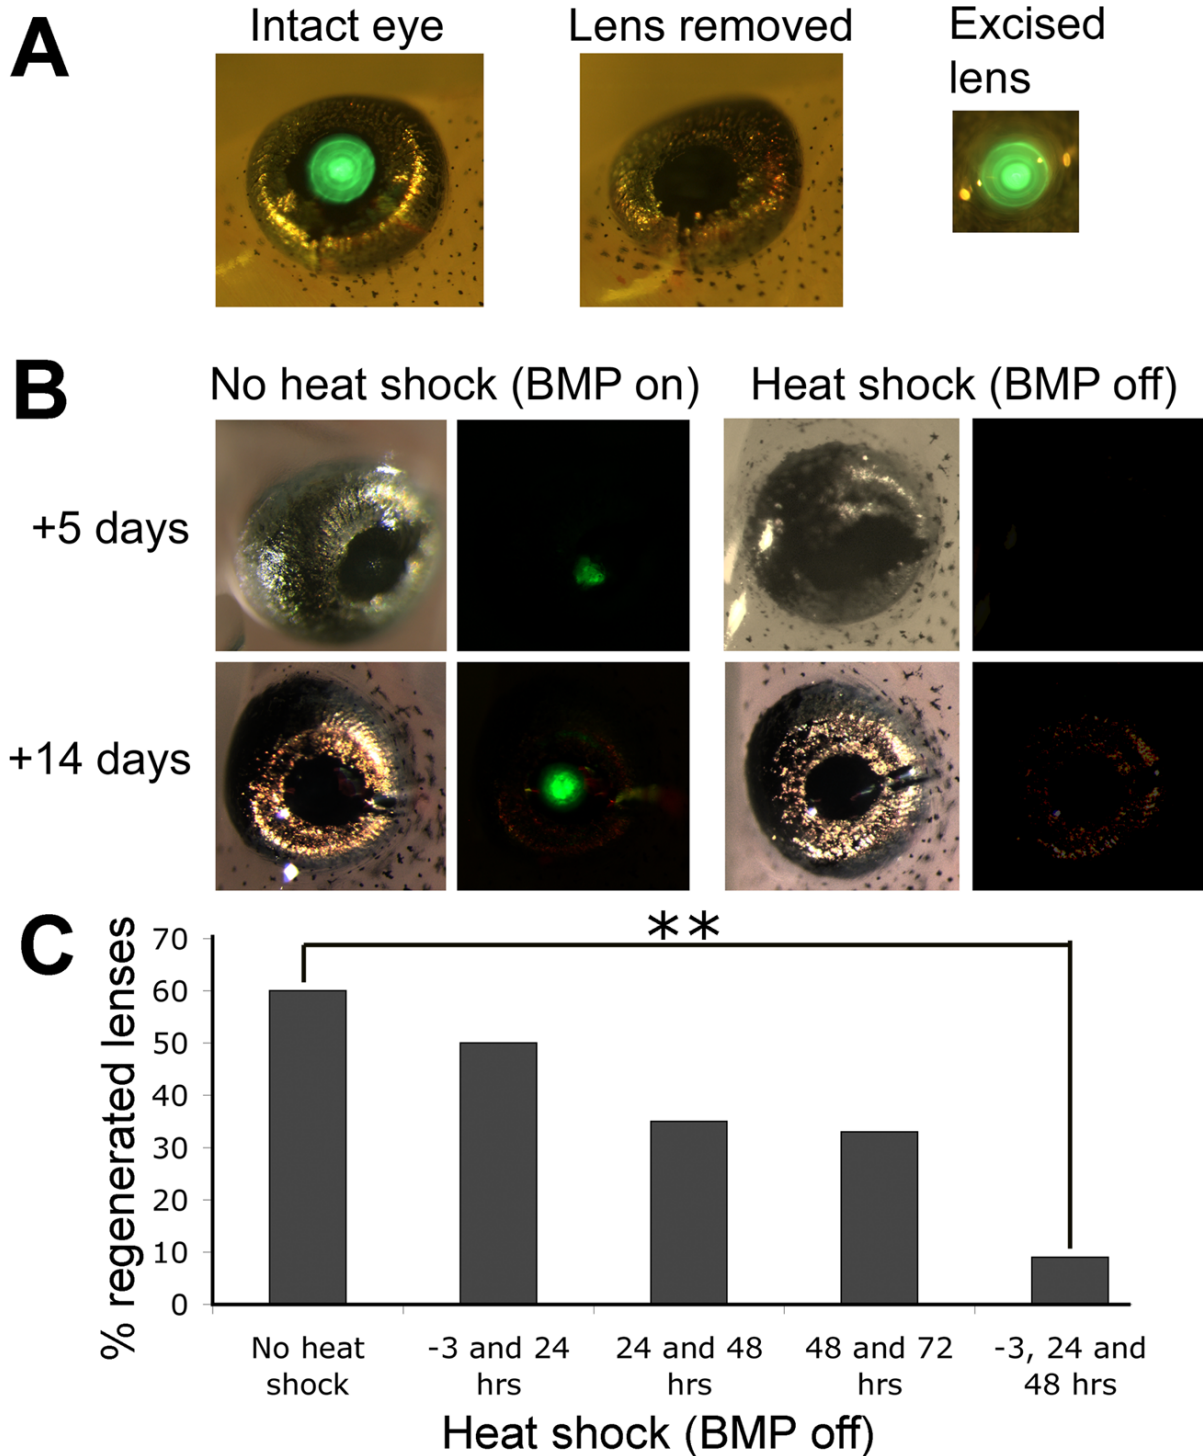 A
Intact eye
Lens removed
Excised
lens
B
No heat shock (BMP on)
Heat shock (BMP off)
+5 days
+14 days
C
% regenerated lenses
70
60
50
40
30
20
10
0
**
No heat
shock
-3 and 24
hrs
24 and 48
hrs
48 and 72
hrs
-3, 24 and
48 hrs
Heat shock (BMP off)